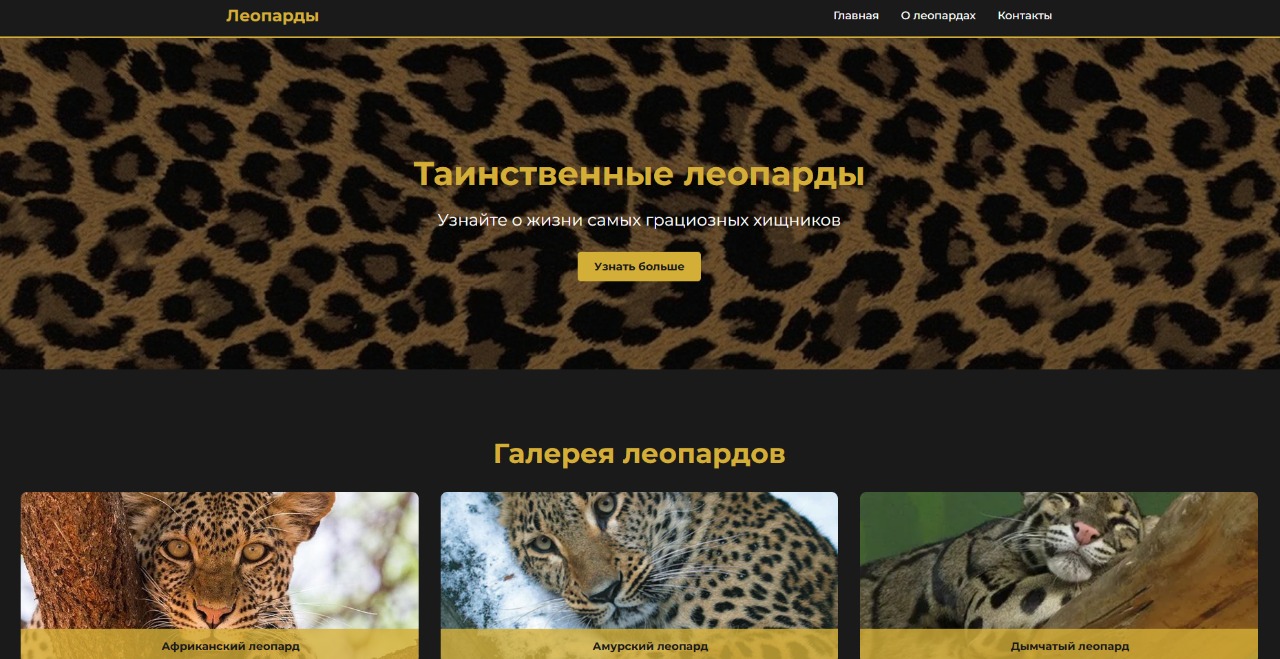 Леопарды
Главная О леопардах Контакты
Таинственные леопарды
Узнайте о жизни самых грациозных хищников
Узнать больше
Галерея леопардов
Африканский леопард
Амурский леопард
Дымчатый леопард